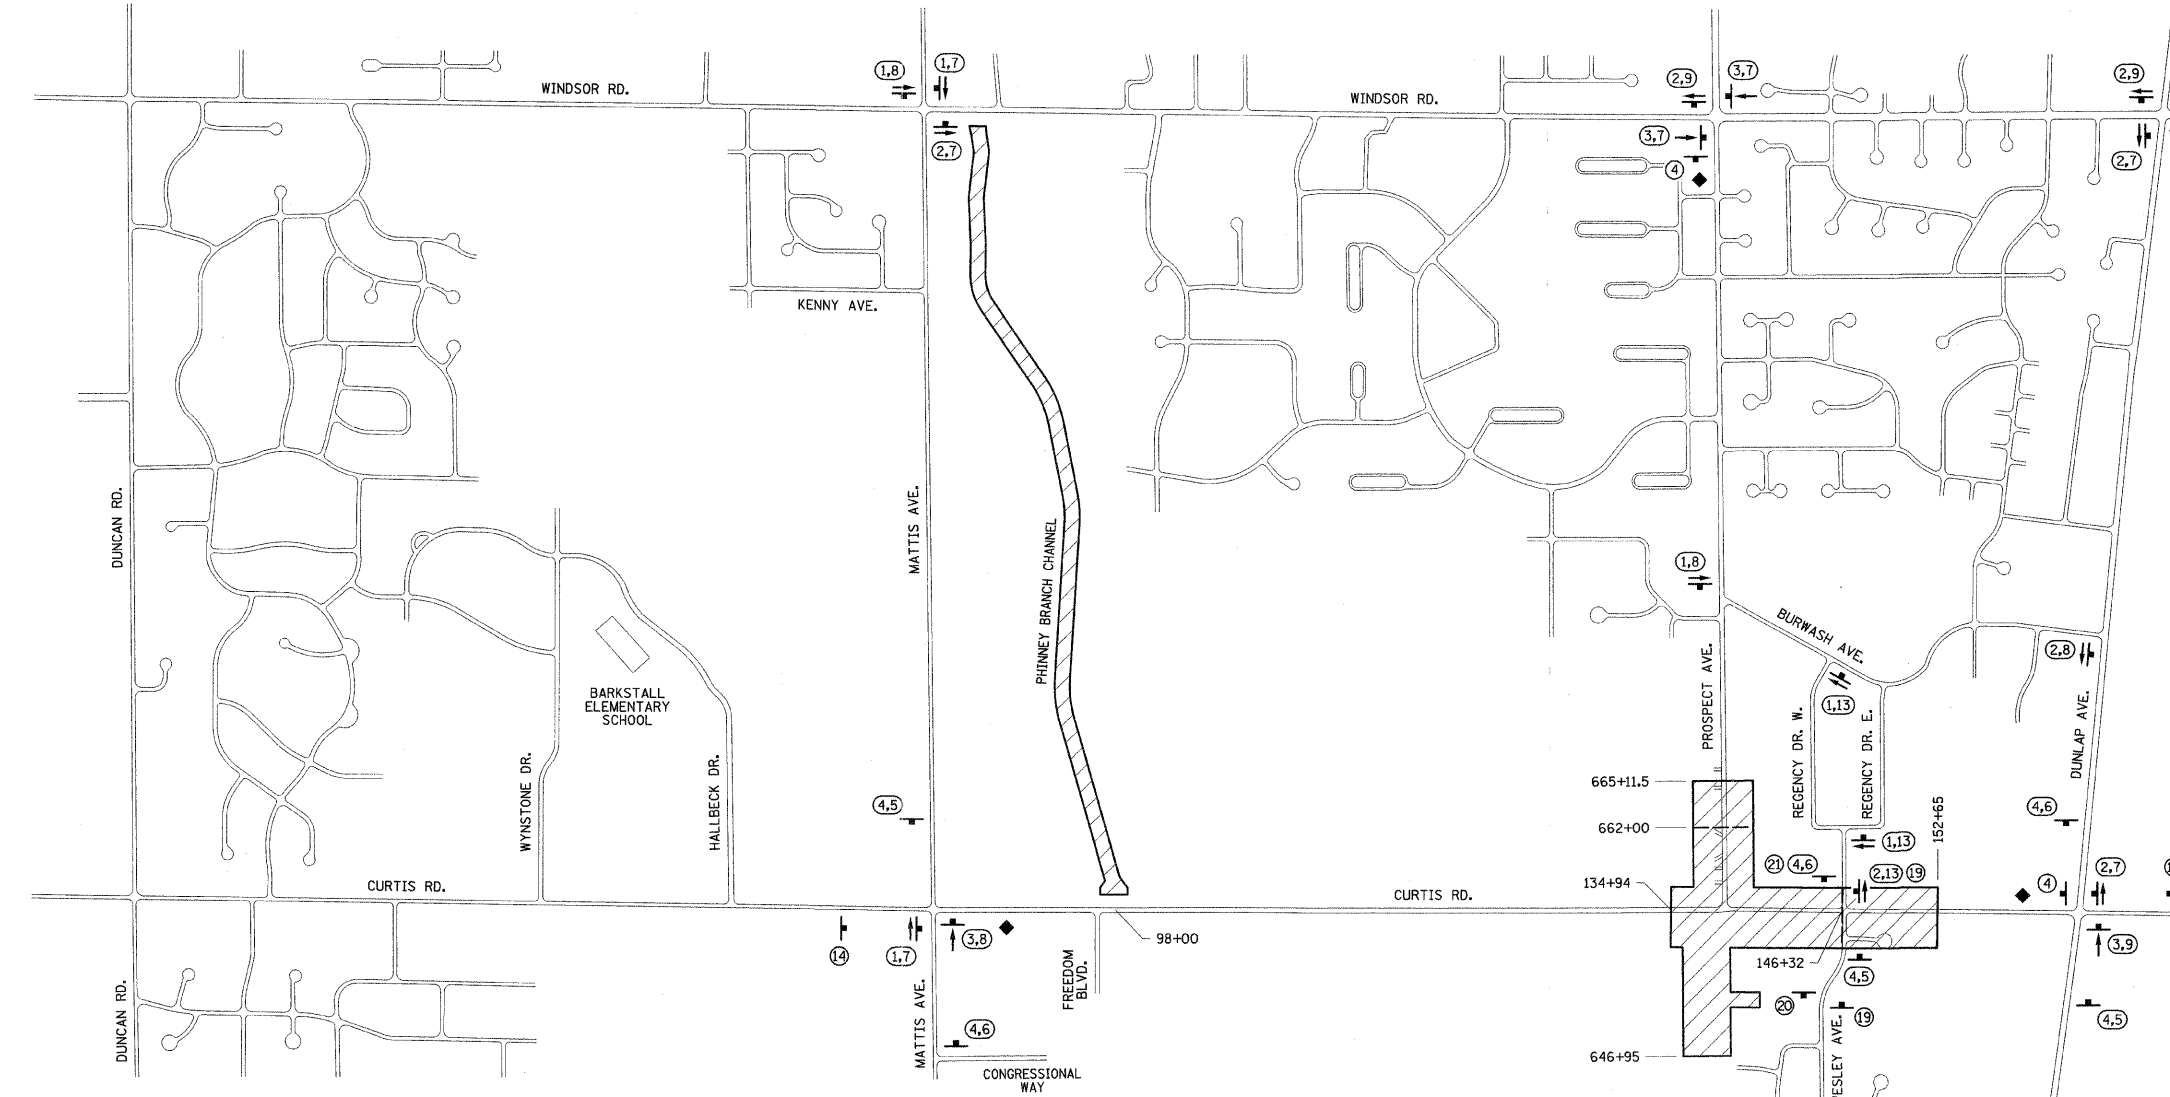 1,8
1,7
WINDSOR RD.
WINDSOR RD.
2,9
3,7
2,9
2,7
3,7
4
2,7
KENNY AVE.
DUNCAN RD.
MATTIS AVE.
PHINNEY BRANCH CHANNEL
1,8
BURWASH AVE.
2,8
PROSPECT AVE.
REGENCY DR. W.
1,13
REGENCY DR. E.
DUNLAP AVE.
BARKSTALL
ELEMENTARY
SCHOOL
WYNSTONE DR.
HALLBECK DR.
4,5
665+11.5
662+00
152+65
4,6
1,13
21
4,6
2,13
19
4
2,7
134+94
CURTIS RD.
CURTIS RD.
14
1,7
3,8
98+00
3,9
146+32
4,5
20
19
4,5
DUNCAN RD.
MATTIS AVE.
FREEDOM
BLVD.
4,6
646+95
ESLEY AVE.
CONGRESSIONAL
WAY